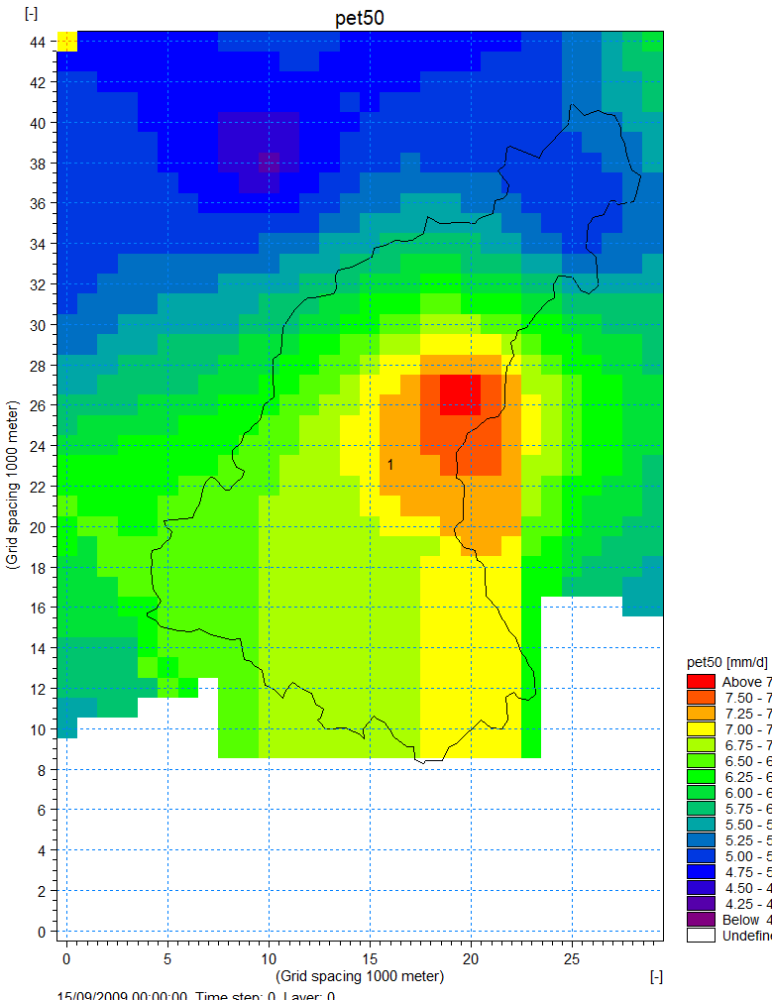 [-]
pet50
44
42
40
38
36
34
32
30
28
26
24
22
20
18
16
14
12
10
8
6
4
2
0
(Grid spacing 1000 meter)
1
0 5 10 15 20 25
(Grid spacing 1000 meter)
[-]
15/09/2009 00:00:00, Time step: 0, Layer: 0
pet50 [mm/d]
Above 7
7.50 - 7
7.25 - 7
7.00 - 7
6.75 - 7
6.50 - 6
6.25 - 6
6.00 - 6
5.75 - 6
5.50 - 5
5.25 - 5
5.00 - 5
4.75 - 5
4.50 - 4
4.25 - 4
Below 4
Undefine